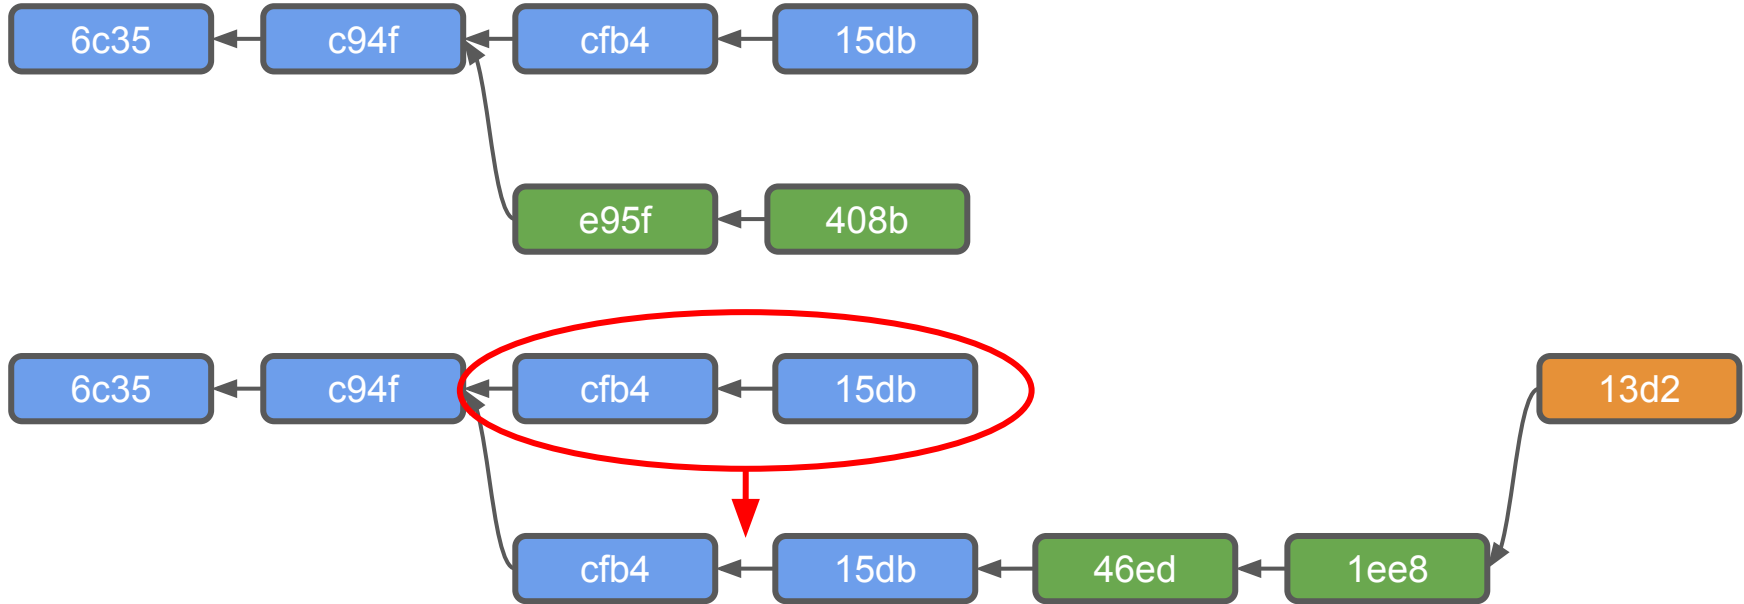 6c35 c94f cfb4 15db
e95f 408b
6c35 c94f cfb4 15db 13d2
cfb4 15db 46ed 1ee8